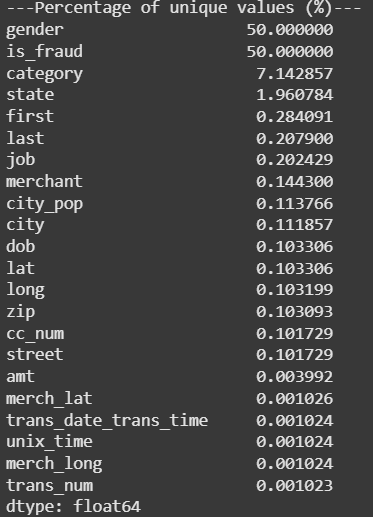 ---Percentage of unique values (%)---
gender 50.000000
is_fraud 50.000000
category 7.142857
state 1.960784
first 0.284091
last 0.207900
job 0.202429
merchant 0.144300
city_pop 0.113766
city 0.111857
dob 0.103306
lat 0.103306
long 0.103199
zip 0.103093
cc_num 0.101729
street 0.101729
amt 0.003992
merch_lat 0.001026
trans_date_trans_time 0.001024
unix_time 0.001024
merch_long 0.001024
trans_num 0.001023
dtype: float64